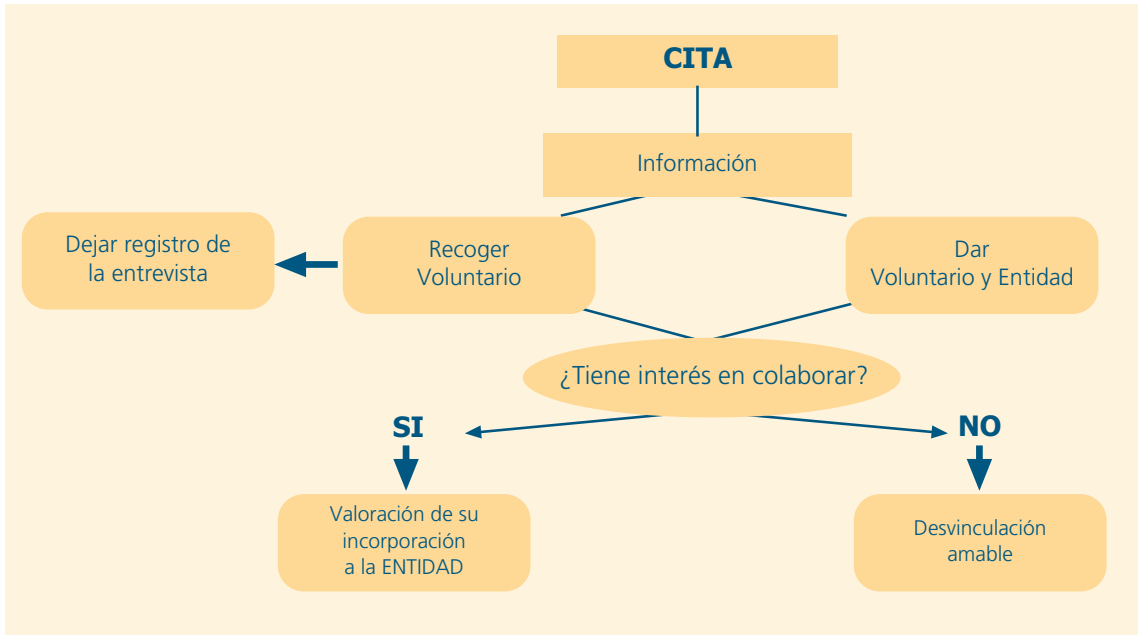 CITA
Información
Dejar registro de
la entrevista
Recoger
Voluntario
Dar
Voluntario y Entidad
¿Tiene interés en colaborar?
SI
NO
Valoración de su
incorporación
a la ENTIDAD
Desvinculación
amable